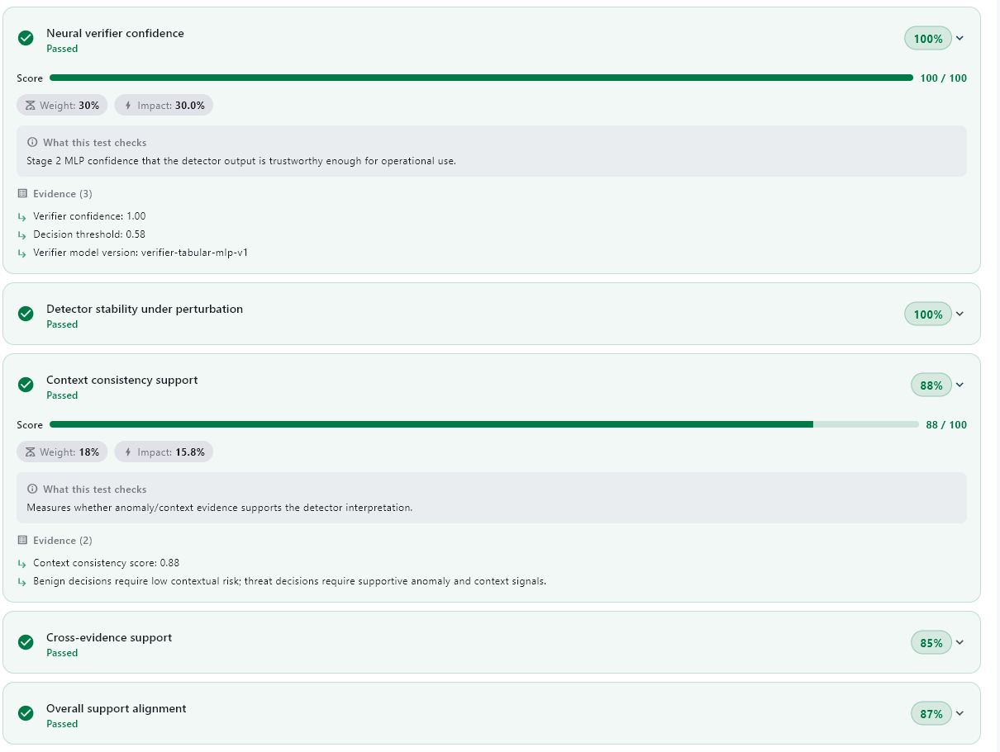 Neural verifier confidence
100%
Passed
Score 100 / 100
Weight: 30% Impact: 30.0%
What this test checks
Stage 2 MLP confidence that the detector output is trustworthy enough for operational use.
Evidence (3)
Verifier confidence: 1.00
Decision threshold: 0.58
Verifier model version: verifier-tabular-mlp-v1
Detector stability under perturbation
100%
Passed
Context consistency support
88%
Passed
Score 88 / 100
Weight: 18% Impact: 15.8%
What this test checks
Measures whether anomaly/context evidence supports the detector interpretation.
Evidence (2)
Context consistency score: 0.88
Benign decisions require low contextual risk; threat decisions require supportive anomaly and context signals.
Cross-evidence support
85%
Passed
Overall support alignment
87%
Passed